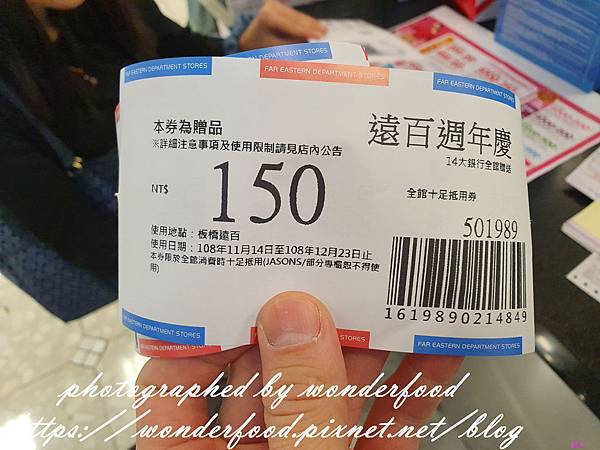 FAR EASTERN DEPARTMENT STORES
FAR EASTERN DEPARTMENT STORES
本券為贈品
※詳細注意事項及使用限制請見店內公告
遠百週年慶
14大銀行全館贈送
NT$ 150
全館十足抵用券
501989
使用地點：板橋遠百
使用日期：108年11月14日至108年12月23日止
本券限於全館消費時十足抵用(JASONS/部分專櫃恕不得使
用)
1619890214849
FAR EASTERN DEPARTMENT STORES
FAR EASTERN DEPARTMENT STORES
FAR EASTERN DEPARTMENT STORES
photographed by wonderfood
https://wonderfood.pixnet.net/blog